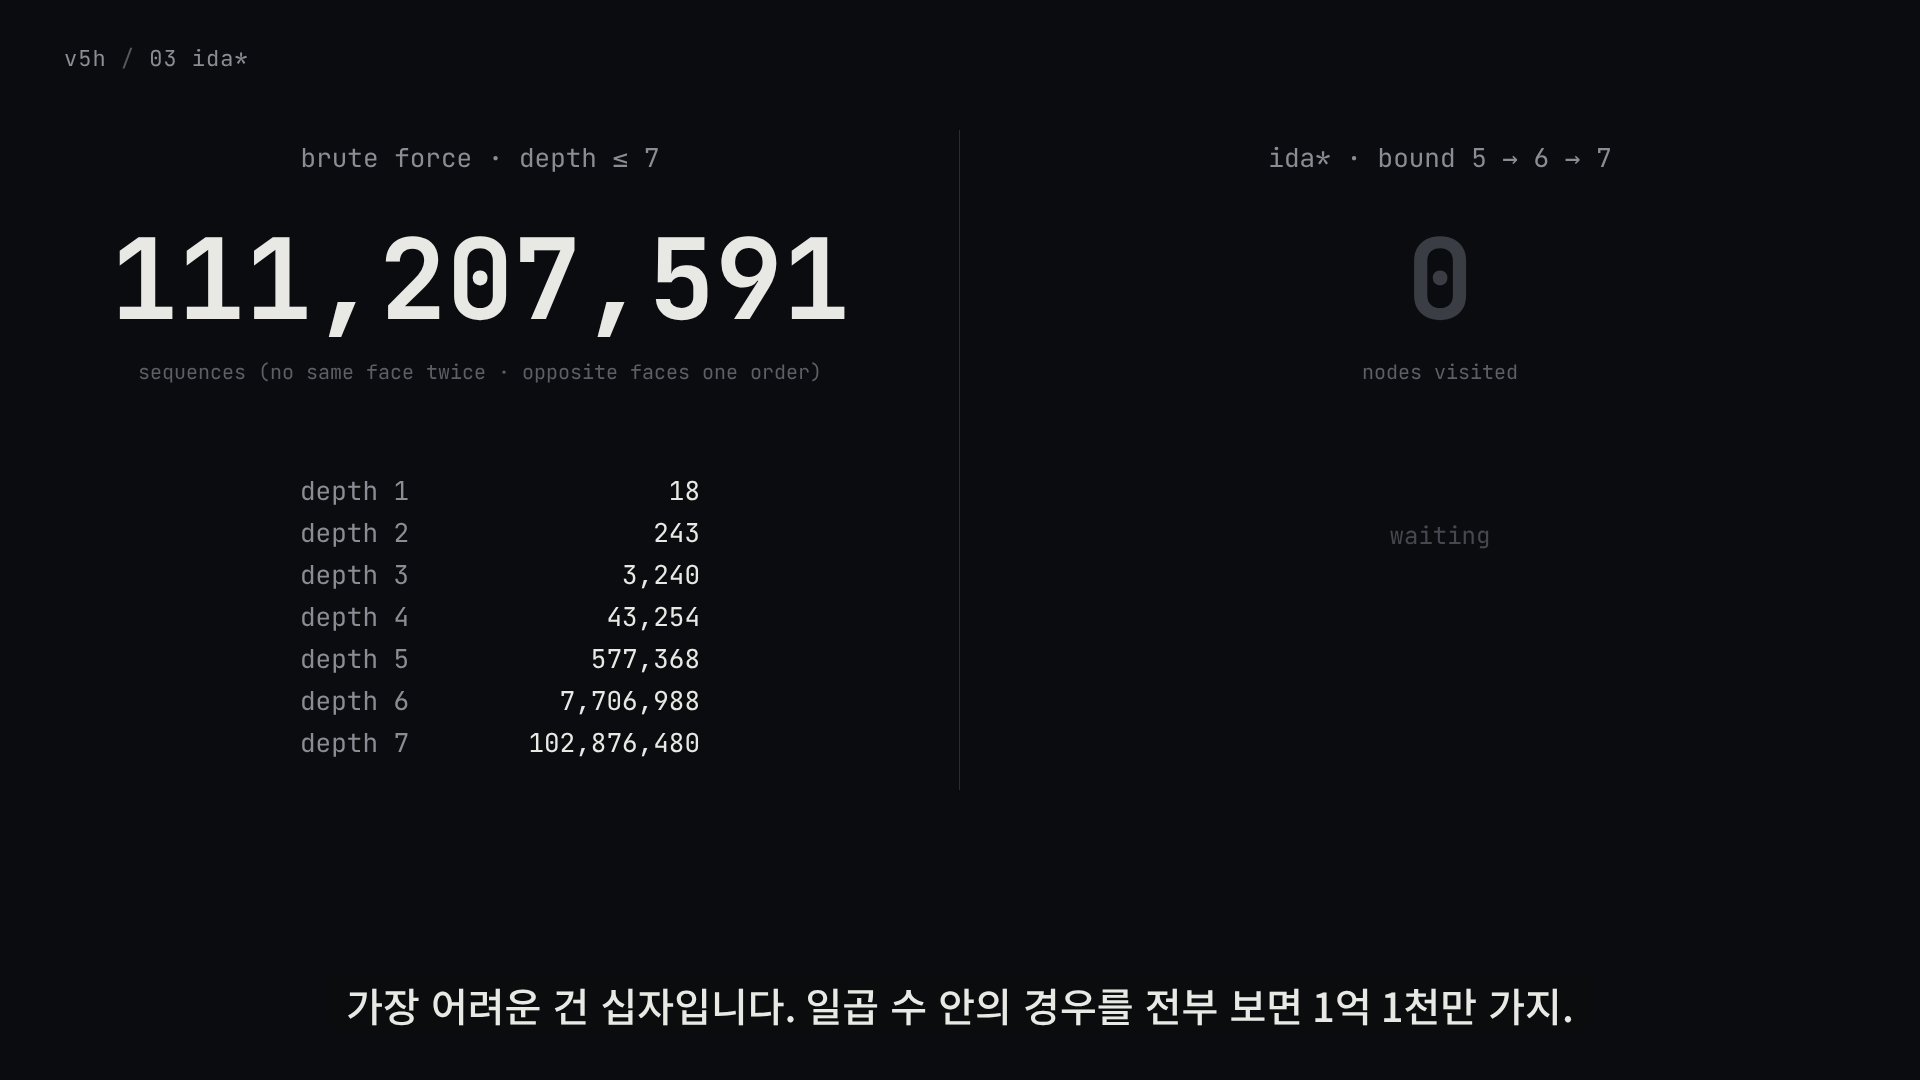 v5h / 03 ida*
brute force · depth ≤ 7
111,207,591
sequences (no same face twice · opposite faces one order)
depth 1 18
depth 2 243
depth 3 3,240
depth 4 43,254
depth 5 577,368
depth 6 7,706,988
depth 7 102,876,480
ida* · bound 5 → 6 → 7
0
nodes visited
waiting
가장 어려운 건 십자입니다. 일곱 수 안의 경우를 전부 보면 1억 1천만 가지.